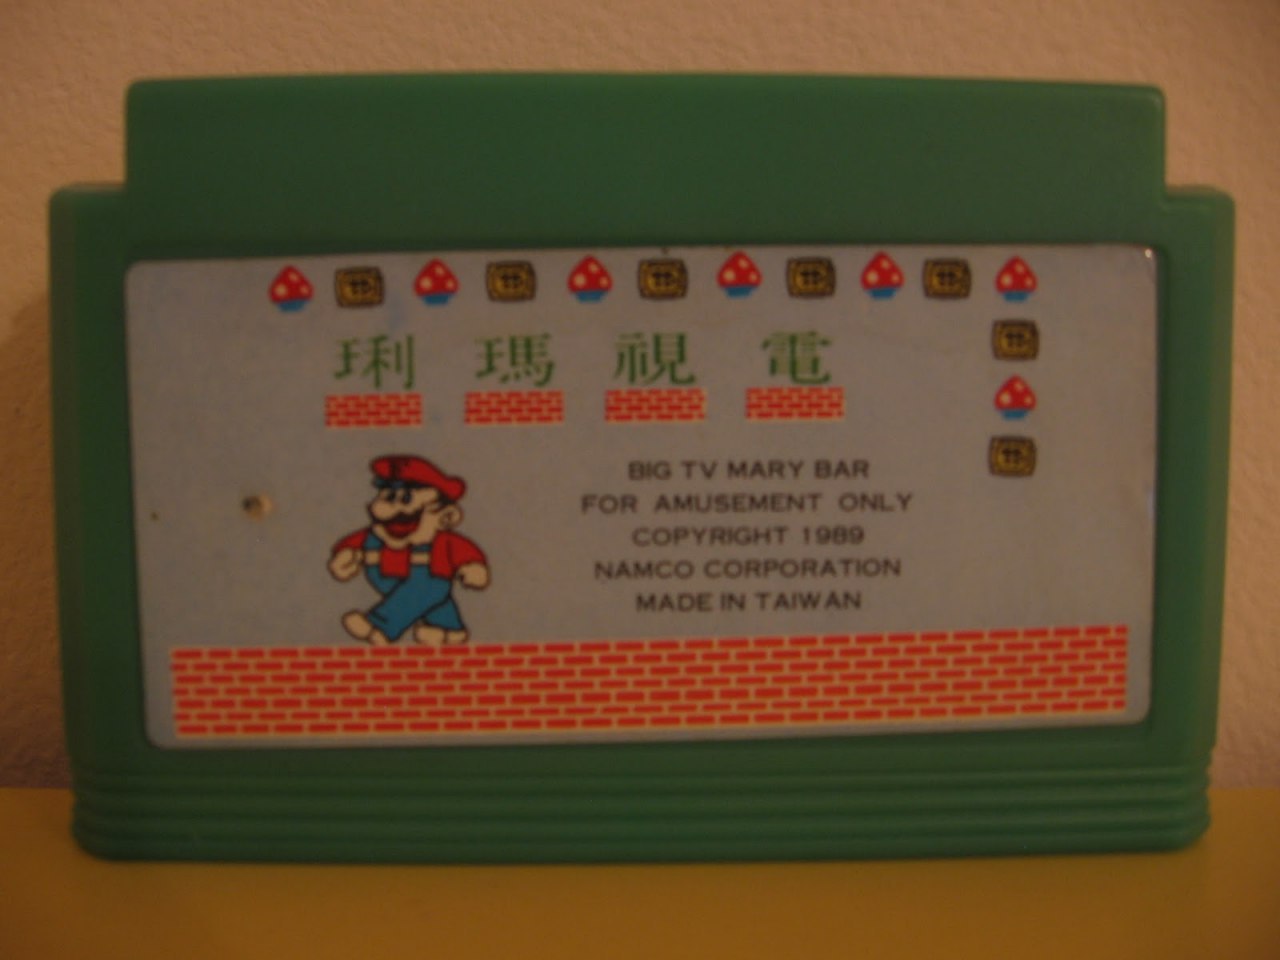 琍瑪視電
BIG TV MARY BAR
FOR AMUSEMENT ONLY
COPYRIGHT 1989
NAMCO CORPORATION
MADE IN TAIWAN